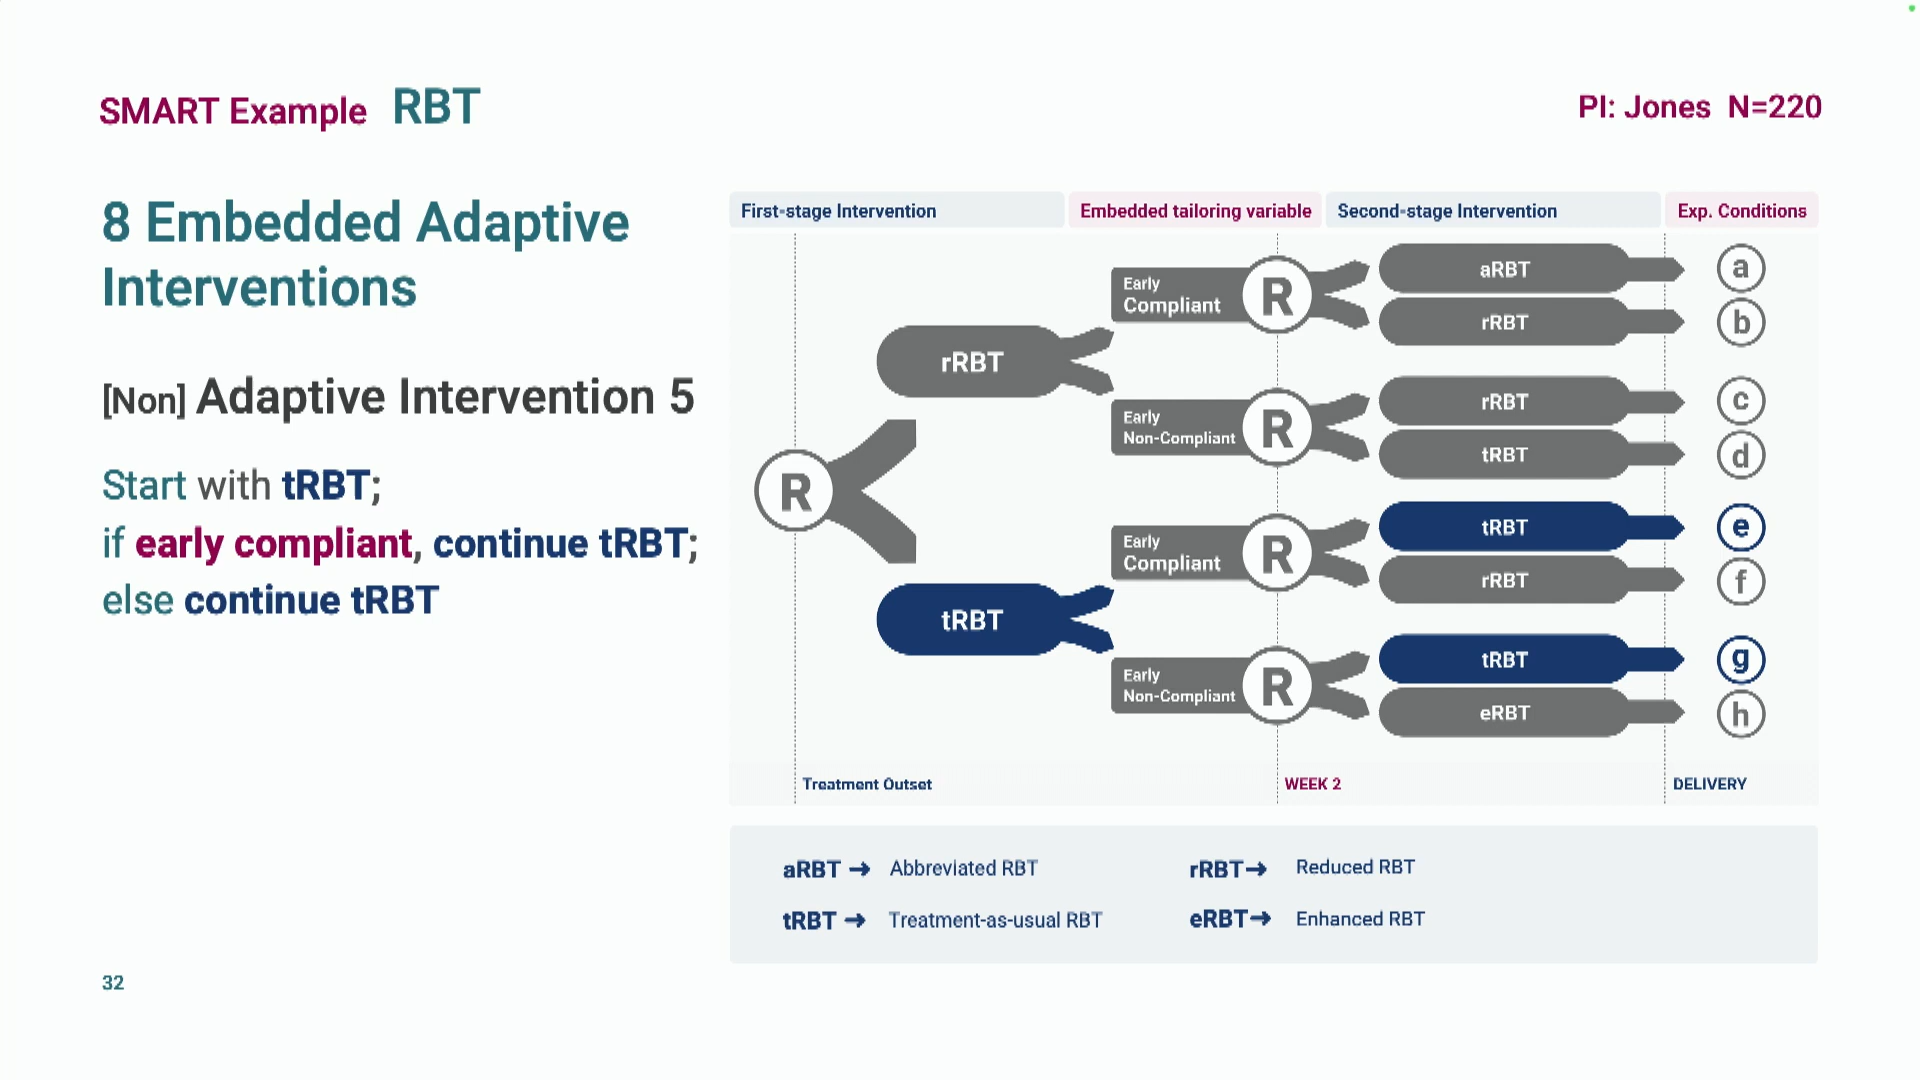 SMART Example RBT
PI: Jones N=220
8 Embedded Adaptive
Interventions
[Non] Adaptive Intervention 5
Start with tRBT;
if early compliant, continue tRBT;
else continue tRBT
First-stage Intervention
Embedded tailoring variable
Second-stage Intervention
Exp. Conditions
R
rRBT
tRBT
Early
Compliant
R
Early
Non-Compliant
R
Early
Compliant
R
Early
Non-Compliant
R
aRBT
a
rRBT
b
rRBT
c
tRBT
d
tRBT
e
rRBT
f
tRBT
g
eRBT
h
Treatment Outset
WEEK 2
DELIVERY
aRBT → Abbreviated RBT
rRBT→ Reduced RBT
tRBT → Treatment-as-usual RBT
eRBT→ Enhanced RBT
32